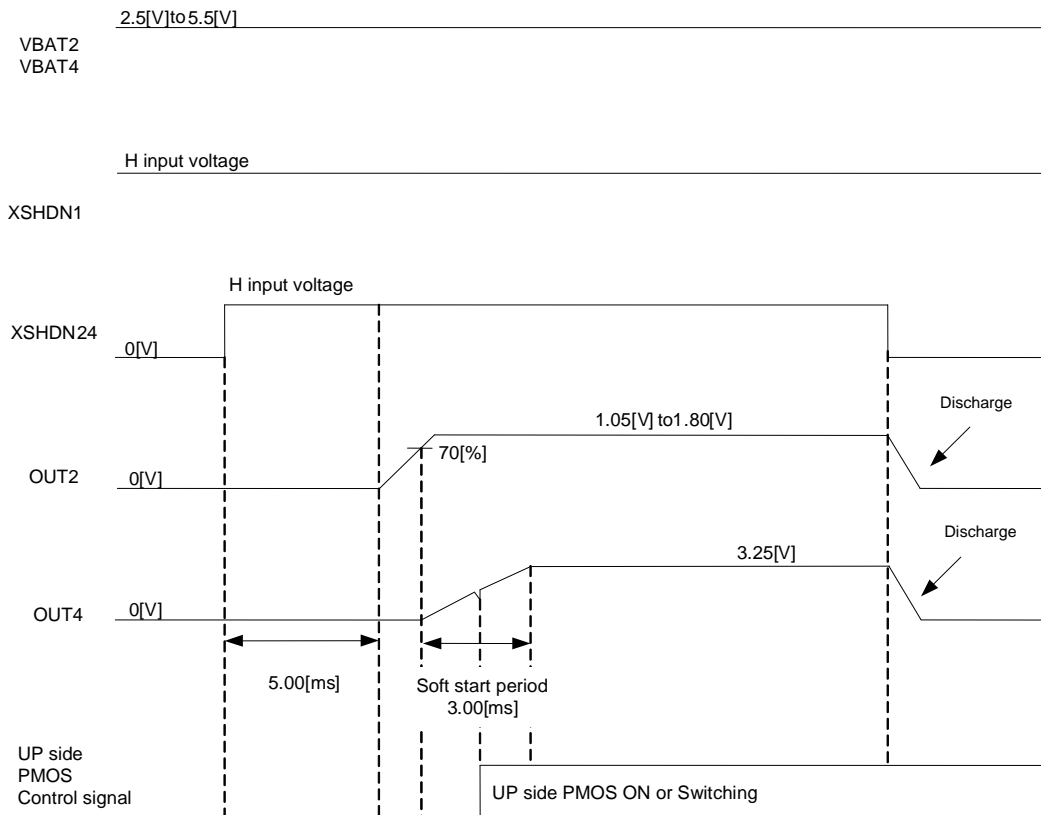 2.5[V]to5.5[V]
VBAT2
VBAT4
H input voltage
XSHDN1
H input voltage
XSHDN24
0[V]
Discharge
1.05[V] to1.80[V]
70[%]
OUT2
0[V]
Discharge
3.25[V]
OUT4
0[V]
5.00[ms]
Soft start period
3.00[ms]
UP side
PMOS
Control signal
UP side PMOS ON or Switching